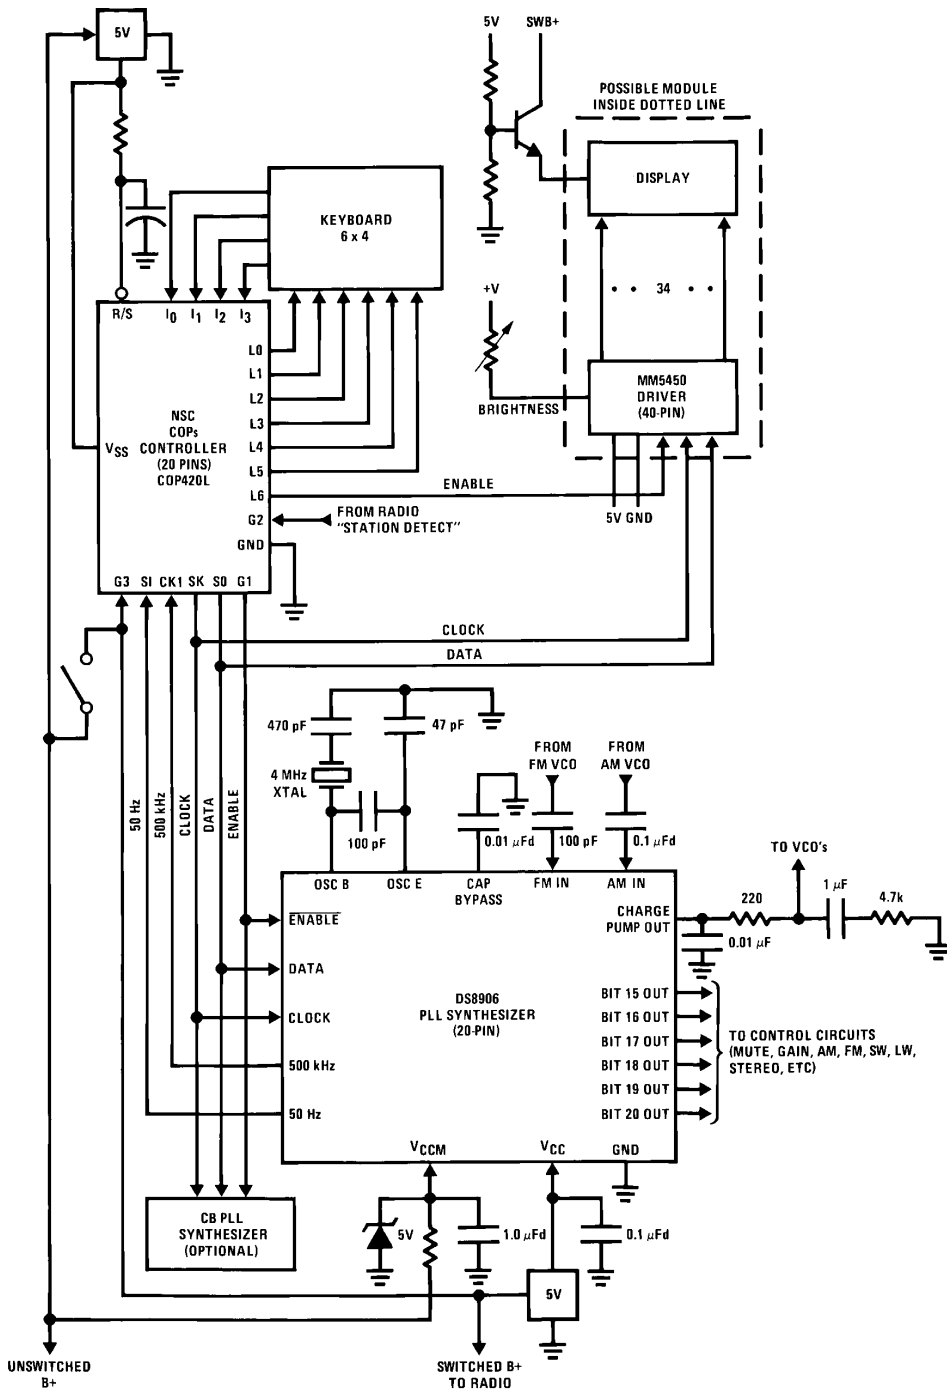 5V
5V
SWB+
POSSIBLE MODULE
INSIDE DOTTED LINE
DISPLAY
KEYBOARD
6 x 4
+V
34
R/S
I0
I1
I2
I3
L0
L1
L2
L3
L4
L5
L6
MM5450
DRIVER
(40-PIN)
BRIGHTNESS
NSC
COPs
CONTROLLER
(20 PINS)
COP420L
VSS
ENABLE
G2
FROM RADIO
"STATION DETECT"
5V GND
GND
G3
SI
CK1
SK
S0
G1
CLOCK
DATA
470 pF
47 pF
4 MHz
XTAL
100 pF
FROM
FM VCO
FROM
AM VCO
50 Hz
500 kHz
CLOCK
DATA
ENABLE
0.01 µFd
100 pF
0.1 µFd
TO VCO's
OSC B
OSC E
CAP
BYPASS
FM IN
AM IN
220
1 µF
4.7k
ENABLE
CHARGE
PUMP OUT
0.01 µF
DATA
DS8906
PLL SYNTHESIZER
(20-PIN)
CLOCK
500 kHz
50 Hz
BIT 15 OUT
BIT 16 OUT
BIT 17 OUT
BIT 18 OUT
BIT 19 OUT
BIT 20 OUT
TO CONTROL CIRCUITS
(MUTE, GAIN, AM, FM, SW, LW,
STEREO, ETC)
VCCM
VCC
GND
CB PLL
SYNTHESIZER
(OPTIONAL)
5V
1.0 µFd
0.1 µFd
5V
UNSWITCHED
B+
SWITCHED B+
TO RADIO